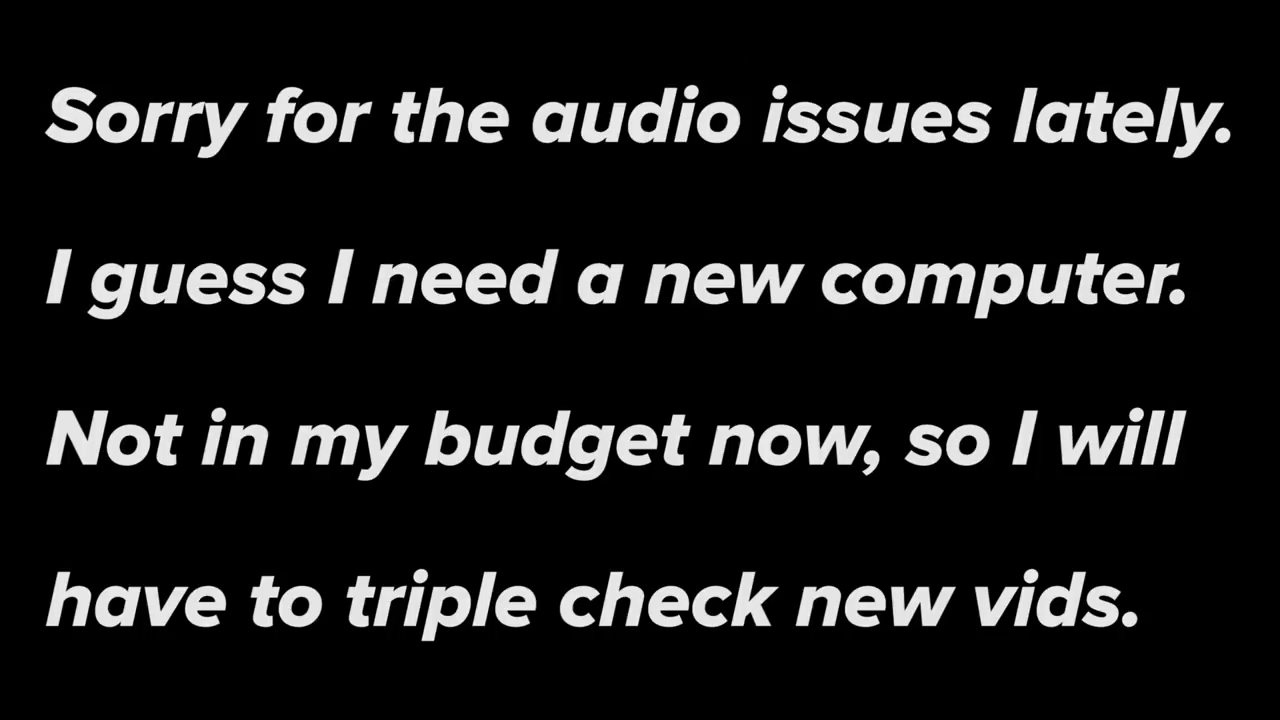 Sorry for the audio issues lately.
I guess I need a new computer.
Not in my budget now, so I will
have to triple check new vids.